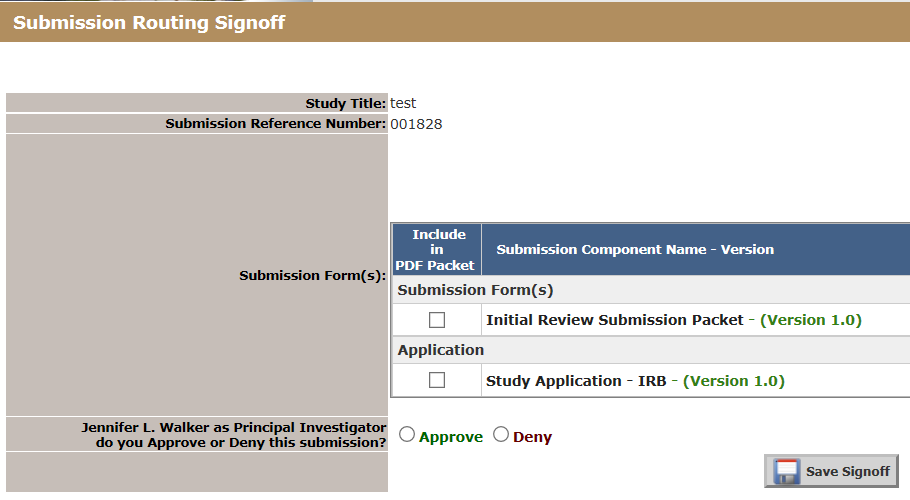 Submission Routing Signoff
Study Title: test
Submission Reference Number: 001828
Submission Form(s):
Include
in
PDF Packet
Submission Component Name - Version
Submission Form(s)
Initial Review Submission Packet - (Version 1.0)
Application
Study Application - IRB - (Version 1.0)
Jennifer L. Walker as Principal Investigator
do you Approve or Deny this submission?
Approve Deny
Save Signoff